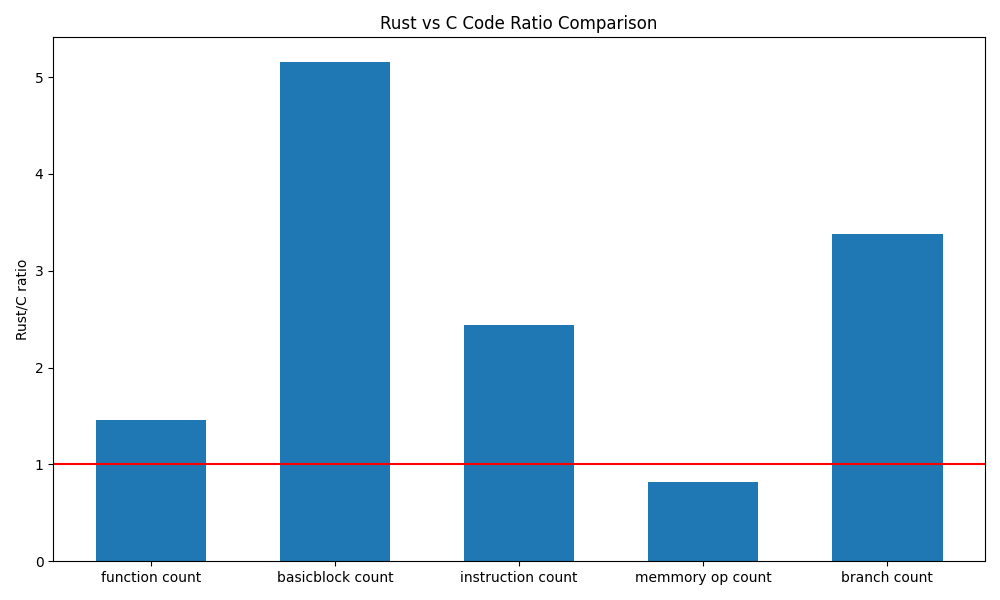 Rust vs C Code Ratio Comparison
Rust/C ratio
5
4
3
2
1
0
function count
basicblock count
instruction count
memmory op count
branch count